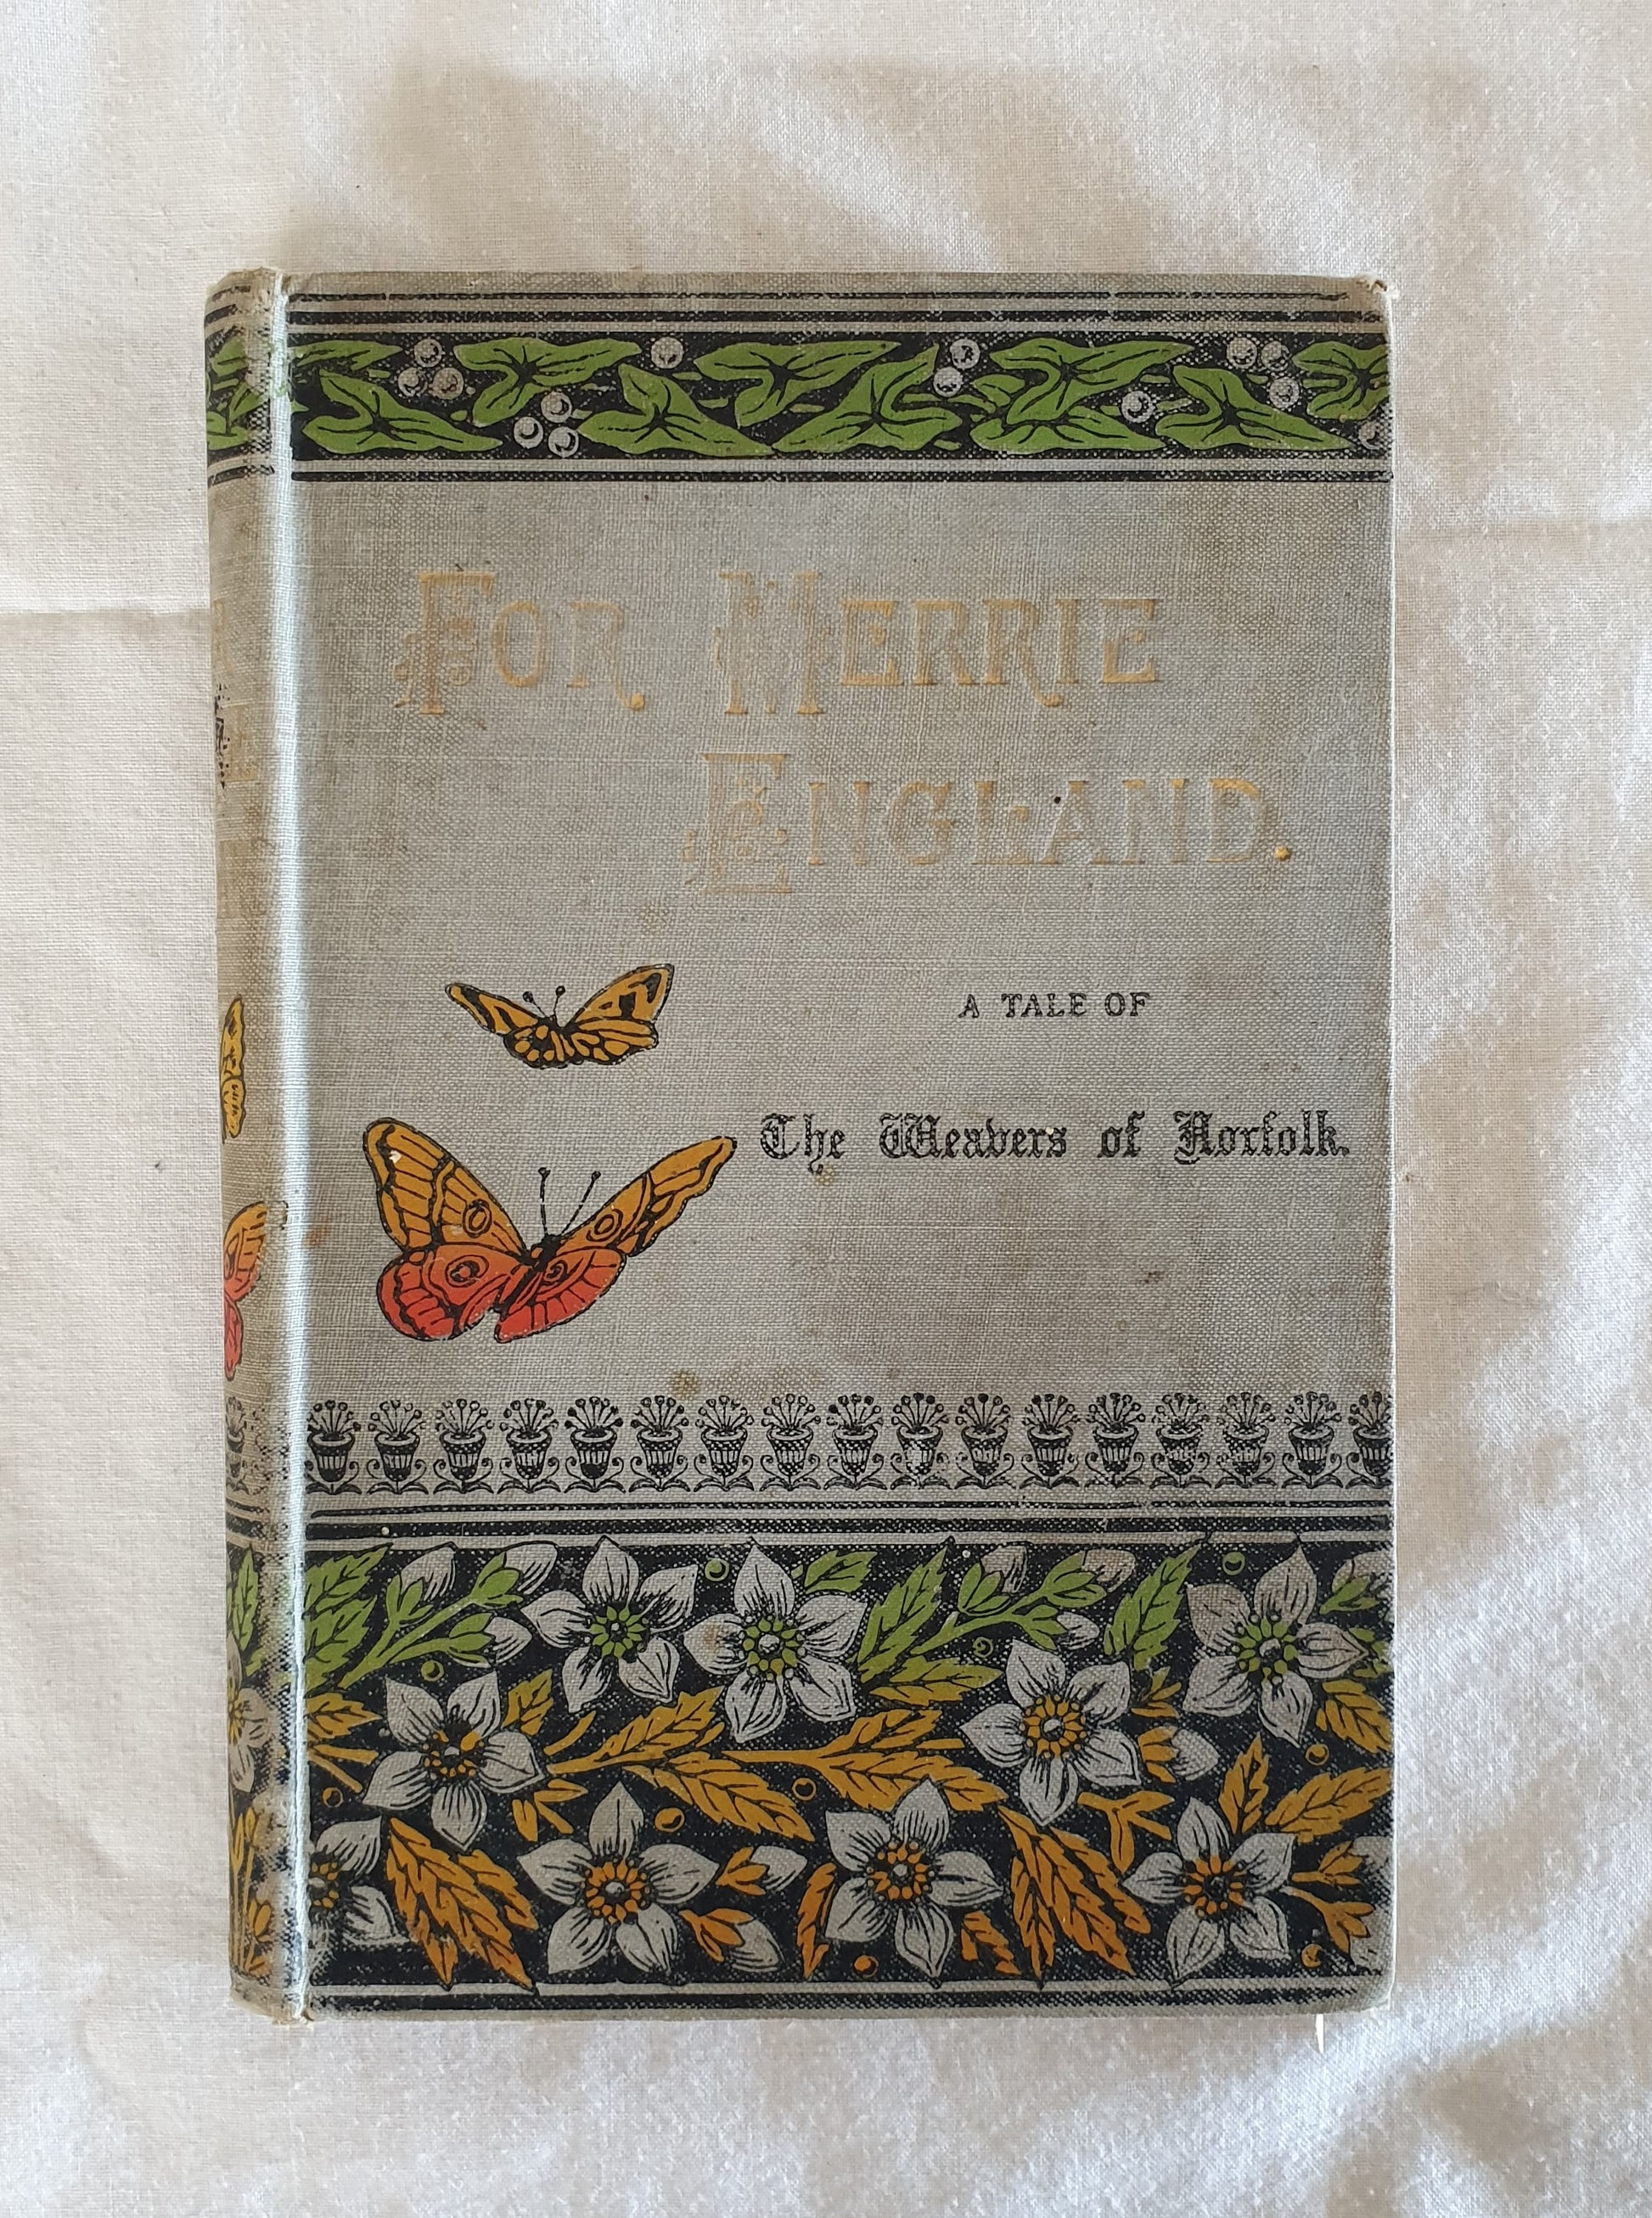 FOR MERRIE
ENGLAND.
A TALE OF
The Weavers of Norfolk.